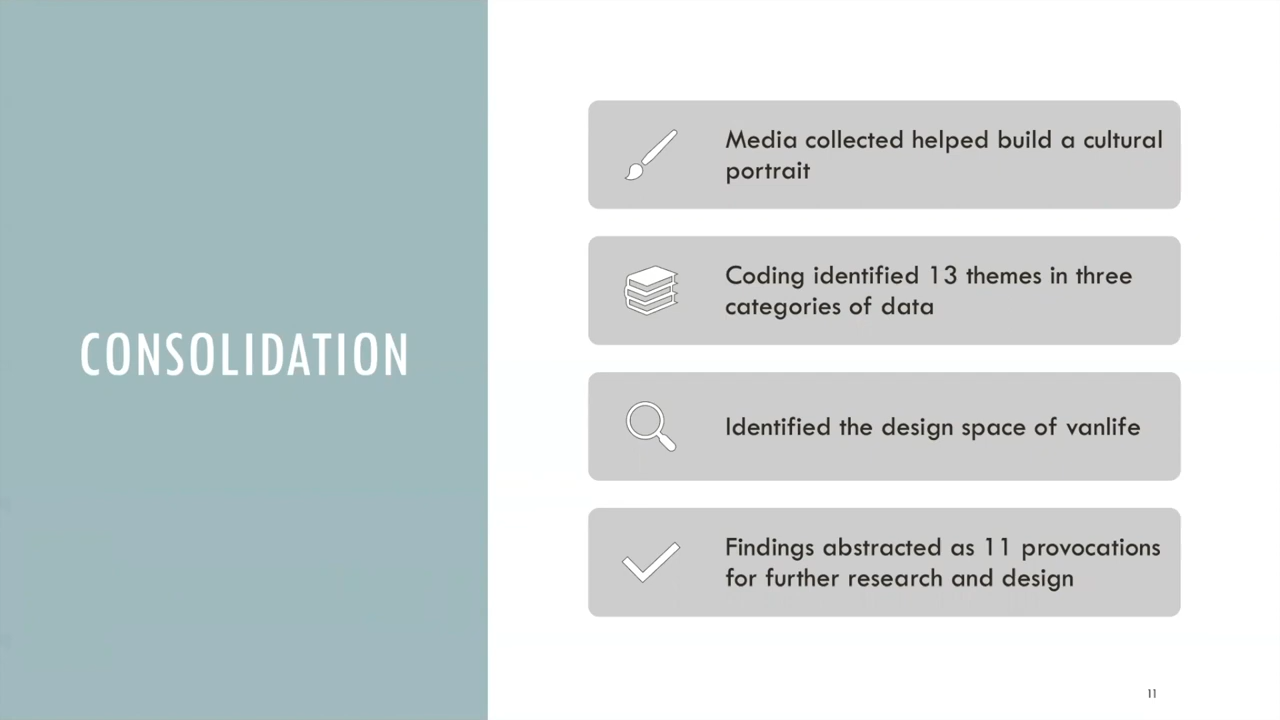 CONSOLIDATION
Media collected helped build a cultural
portrait
Coding identified 13 themes in three
categories of data
Identified the design space of vanlife
Findings abstracted as 11 provocations
for further research and design
11